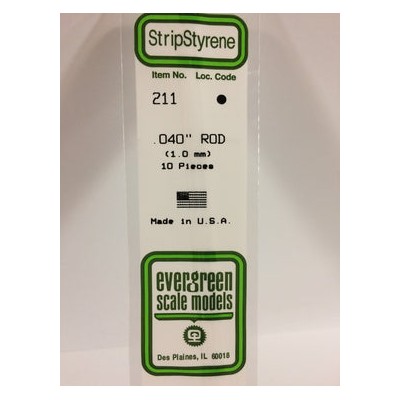 StripStyrene
Item No. Loc. Code
211
.040" ROD
(1.0 mm)
10 Pieces
Made in U.S.A.
evergreen
scale models
Des Plaines, IL 60018